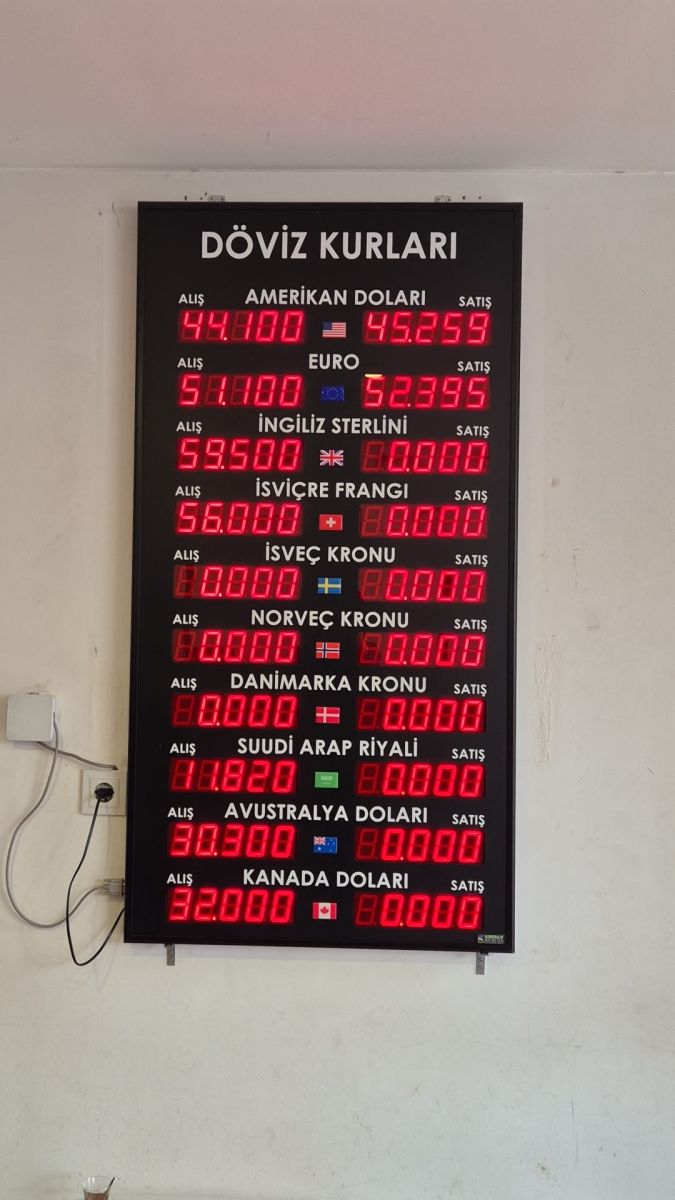 DÖVİZ KURLARI
ALIŞ AMERİKAN DOLARI SATIŞ
44.100 45.259
ALIŞ EURO SATIŞ
51.100 52.395
ALIŞ İNGİLİZ STERLİNİ SATIŞ
59.500 0.000
ALIŞ İSVİÇRE FRANGI SATIŞ
56.000 0.000
ALIŞ İSVEÇ KRONU SATIŞ
0.000 0.000
ALIŞ NORVEÇ KRONU SATIŞ
0.000 0.000
ALIŞ DANİMARKA KRONU SATIŞ
0.000 0.000
ALIŞ SUUDİ ARAP RİYALİ SATIŞ
11.820 0.000
ALIŞ AVUSTRALYA DOLARI SATIŞ
30.300 0.000
ALIŞ KANADA DOLARI SATIŞ
32.000 0.000